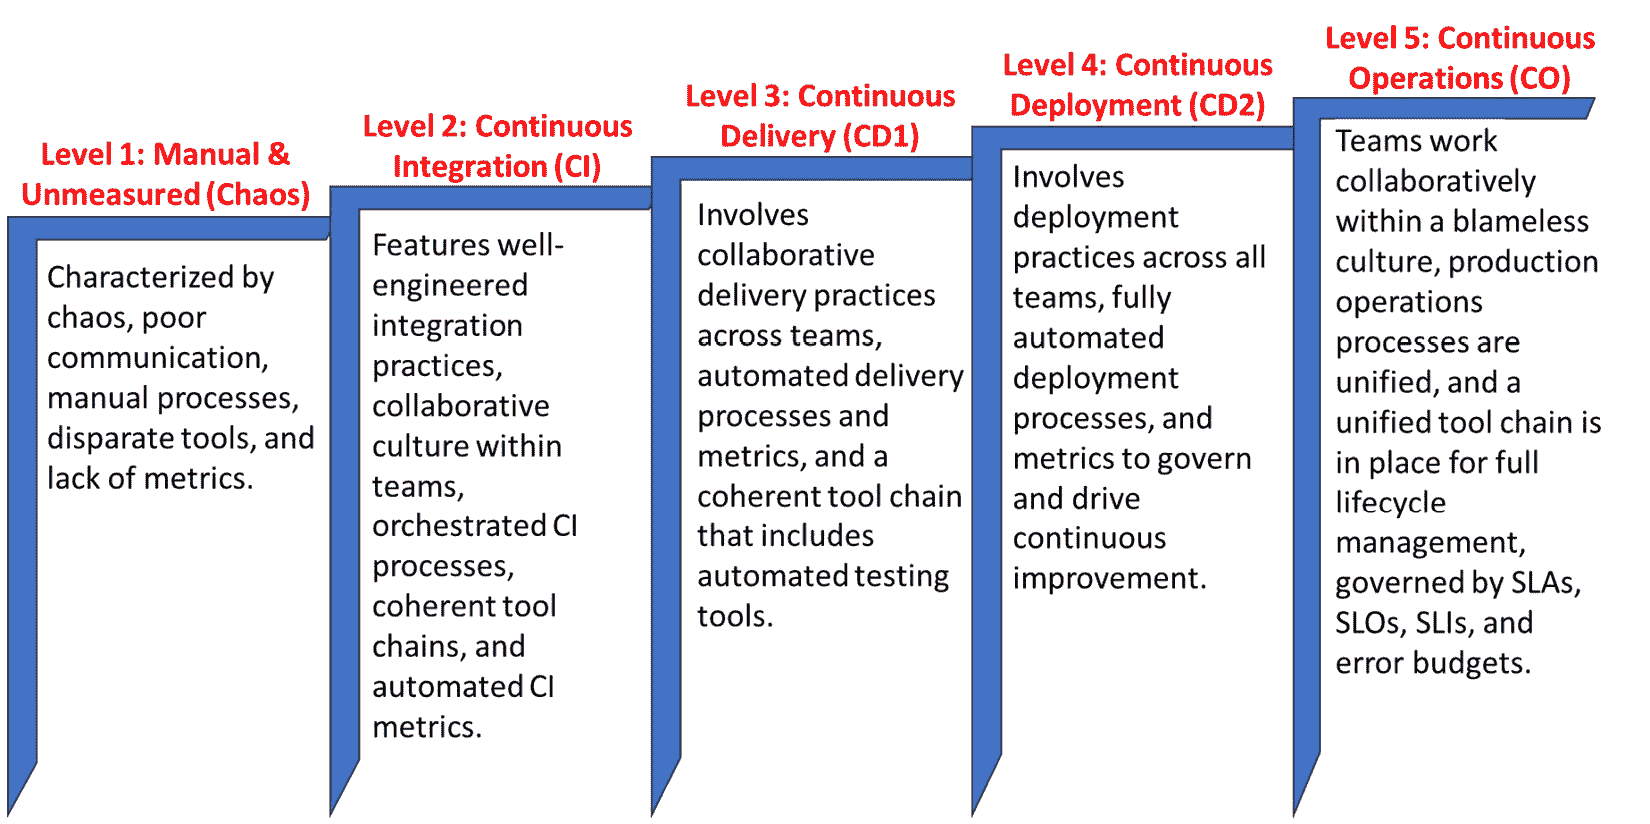 Level 1: Manual &
Unmeasured (Chaos)
Characterized by
chaos, poor
communication,
manual processes,
disparate tools, and
lack of metrics.
Level 2: Continuous
Integration (CI)
Features well-
engineered
integration
practices,
collaborative
culture within
teams,
orchestrated CI
processes,
coherent tool
chains, and
automated CI
metrics.
Level 3: Continuous
Delivery (CD1)
Involves
collaborative
delivery practices
across teams,
automated delivery
processes and
metrics, and a
coherent tool chain
that includes
automated testing
tools.
Level 4: Continuous
Deployment (CD2)
Involves
deployment
practices across all
teams, fully
automated
deployment
processes, and
metrics to govern
and drive
continuous
improvement.
Level 5: Continuous
Operations (CO)
Teams work
collaboratively
within a blameless
culture, production
operations
processes are
unified, and a
unified tool chain is
in place for full
lifecycle
management,
governed by SLAs,
SLOs, SLIs, and
error budgets.